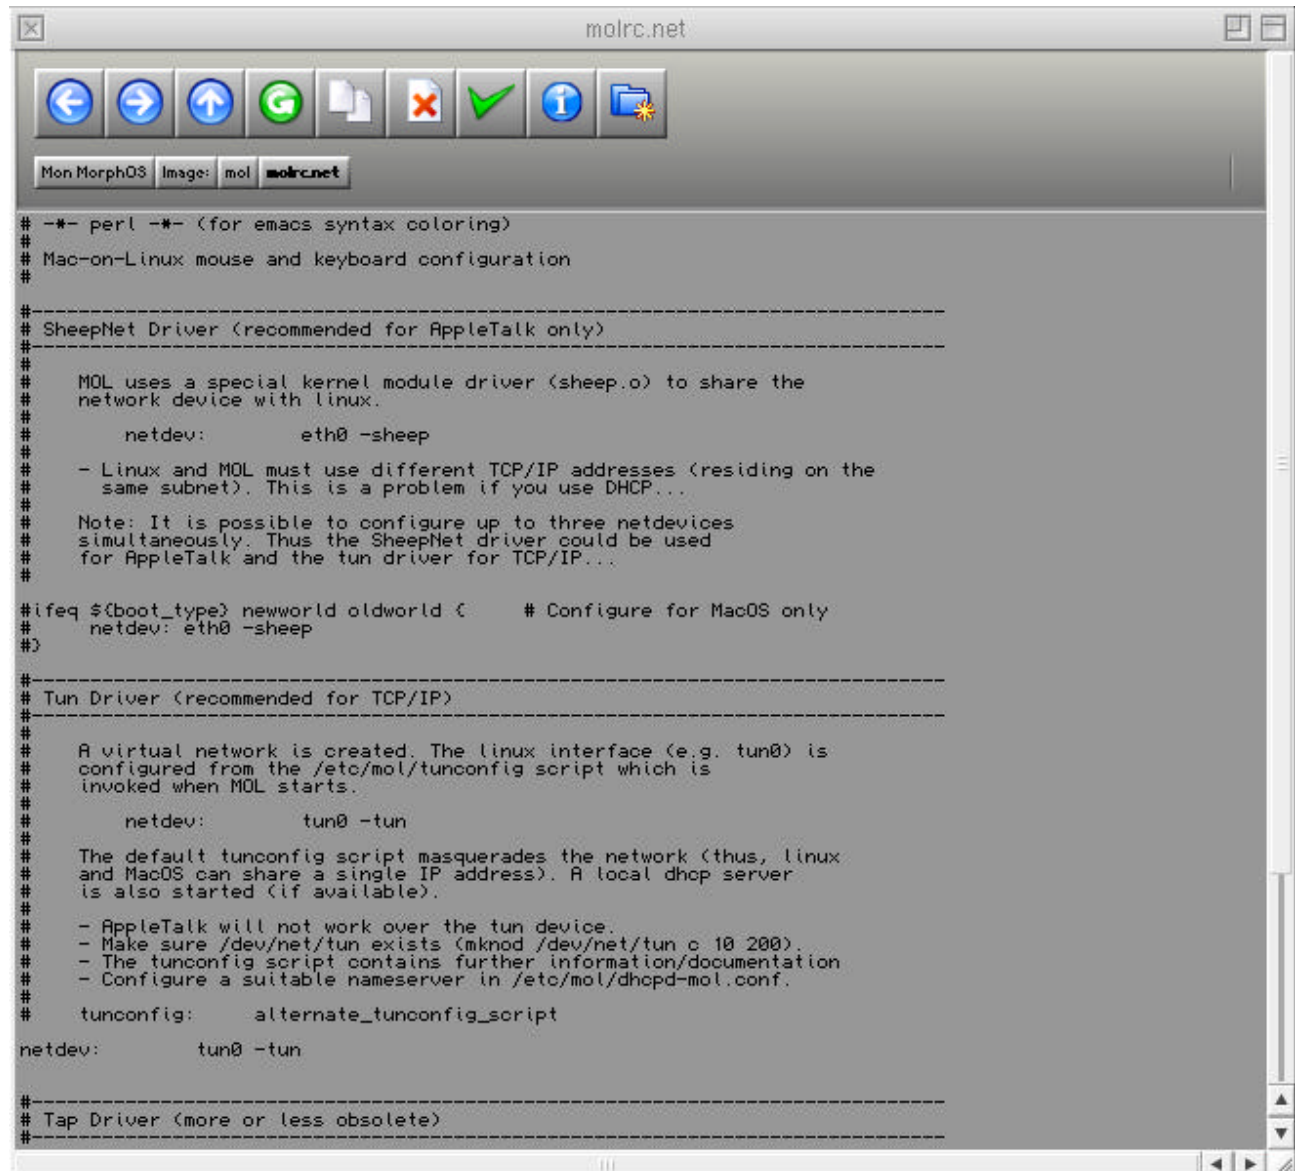 molrc.net
Mon MorphOS Image: mol molrc.net
# -*- perl -*- (for emacs syntax coloring)
#
# Mac-on-Linux mouse and keyboard configuration
#
#------------------------------------------------------------------------------
# SheepNet Driver (recommended for AppleTalk only)
#------------------------------------------------------------------------------
#
#    MOL uses a special kernel module driver (sheep.o) to share the
#    network device with linux.
#
#        netdev:        eth0 -sheep
#
#    - Linux and MOL must use different TCP/IP addresses (residing on the
#      same subnet). This is a problem if you use DHCP...
#
#    Note: It is possible to configure up to three netdevices
#    simultaneously. Thus the SheepNet driver could be used
#    for AppleTalk and the tun driver for TCP/IP...
#
#ifeq ${boot_type} newworld oldworld {     # Configure for MacOS only
#     netdev: eth0 -sheep
#}
#------------------------------------------------------------------------------
# Tun Driver (recommended for TCP/IP)
#------------------------------------------------------------------------------
#
#    A virtual network is created. The linux interface (e.g. tun0) is
#    configured from the /etc/mol/tunconfig script which is
#    invoked when MOL starts.
#
#        netdev:        tun0 -tun
#
#    The default tunconfig script masquerades the network (thus, linux
#    and MacOS can share a single IP address). A local dhcp server
#    is also started (if available).
#
#    - AppleTalk will not work over the tun device.
#    - Make sure /dev/net/tun exists (mknod /dev/net/tun c 10 200).
#    - The tunconfig script contains further information/documentation
#    - Configure a suitable nameserver in /etc/mol/dhcpd-mol.conf.
#
#    tunconfig:     alternate_tunconfig_script
netdev:        tun0 -tun
#------------------------------------------------------------------------------
# Tap Driver (more or less obsolete)
#------------------------------------------------------------------------------